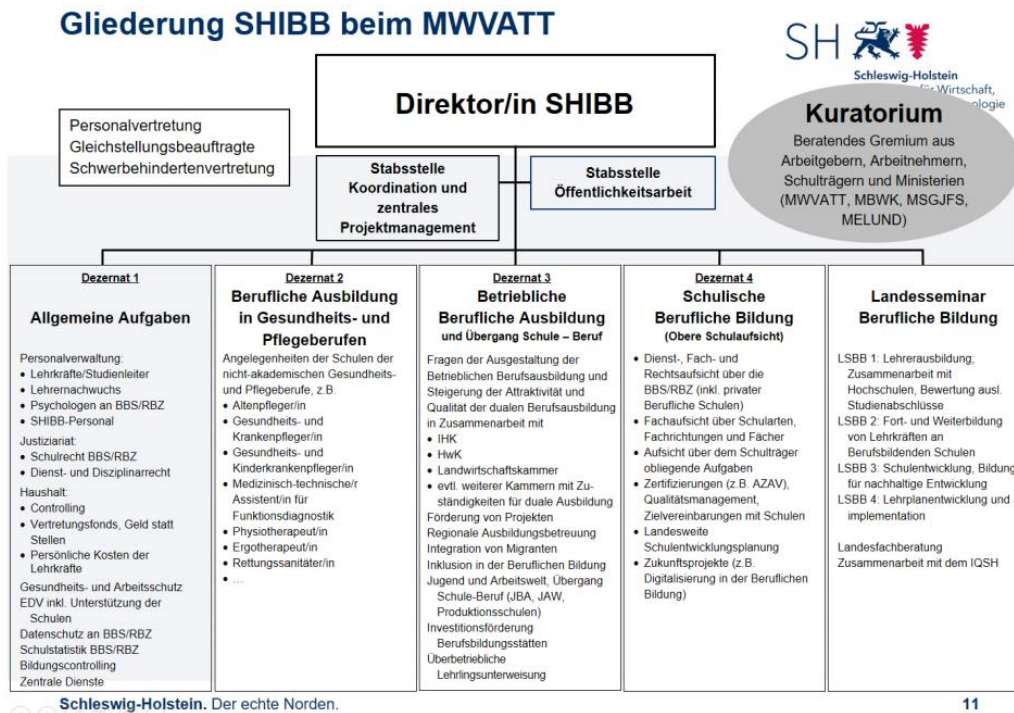 Gliederung SHIBB beim MWVATT
SH
Schleswig-Holstein
für Wirtschaft,
Direktor/in SHIBB
Personalvertretung
Gleichstellungsbeauftragte
Schwerbehindertenvertretung
Kuratorium
Beratendes Gremium aus
Arbeitgebern, Arbeitnehmern,
Schulträgern und Ministerien
(MWVATT, MBWK, MSGJFS,
MELUND)
Stabsstelle
Koordination und
zentrales
Projektmanagement
Stabsstelle
Öffentlichkeitsarbeit
Dezernat 1
Allgemeine Aufgaben
Personalverwaltung:
• Lehrkräfte/Studienleiter
• Lehrernachwuchs
• Psychologen an BBS/RBZ
• SHIBB-Personal
Justiziariat:
• Schulrecht BBS/RBZ
• Dienst- und Disziplinarrecht
Haushalt:
• Controlling
• Vertretungsfonds, Geld statt
Stellen
• Persönliche Kosten der
Lehrkräfte
Gesundheits- und Arbeitsschutz
EDV inkl. Unterstützung der
Schulen
Datenschutz an BBS/RBZ
Schulstatistik BBS/RBZ
Bildungscontrolling
Zentrale Dienste
Dezernat 2
Berufliche Ausbildung
in Gesundheits- und
Pflegeberufen
Angelegenheiten der Schulen der
nicht-akademischen Gesundheits-
und Pflegeberufe, z.B.
• Altenpfleger/in
• Gesundheits- und
Krankenpfleger/in
• Gesundheits- und
Kinderkrankenpfleger/in
• Medizinisch-technische/r
Assistent/in für
Funktionsdiagnostik
• Physiotherapeut/in
• Ergotherapeut/in
• Rettungssanitäter/in
• ...
Dezernat 3
Betriebliche
Berufliche Ausbildung
und Übergang Schule – Beruf
Fragen der Ausgestaltung der
Betrieblichen Berufsausbildung und
Steigerung der Attraktivität und
Qualität der dualen Berufsausbildung
in Zusammenarbeit mit
• IHK
• HwK
• Landwirtschaftskammer
• evtl. weiterer Kammern mit Zu-
ständigkeiten für duale Ausbildung
Förderung von Projekten
Regionale Ausbildungsbetreuung
Integration von Migranten
Inklusion in der Beruflichen Bildung
Jugend und Arbeitswelt, Übergang
Schule-Beruf (JBA, JAW,
Produktionsschulen)
Investitionsförderung
Berufsbildungsstätten
Überbetriebliche
Lehrlingsunterweisung
Dezernat 4
Schulische
Berufliche Bildung
(Obere Schulaufsicht)
• Dienst-, Fach- und
Rechtsaufsicht über die
BBS/RBZ (inkl. privater
Berufliche Schulen)
• Fachaufsicht über Schularten,
Fachrichtungen und Fächer
• Aufsicht über dem Schulträger
obliegende Aufgaben
• Zertifizierungen (z.B. AZAV),
Qualitätsmanagement,
Zielvereinbarungen mit Schulen
• Landesweite
Schulentwicklungsplanung
• Zukunftsprojekte (z.B.
Digitalisierung in der Beruflichen
Bildung)
Landesseminar
Berufliche Bildung
LSBB 1: Lehrerausbildung;
Zusammenarbeit mit
Hochschulen, Bewertung ausl.
Studienabschlüsse
LSBB 2: Fort- und Weiterbildung
von Lehrkräften an
Berufsbildenden Schulen
LSBB 3: Schulentwicklung, Bildung
für nachhaltige Entwicklung
LSBB 4: Lehrplanentwicklung und -
implementation
Landesfachberatung
Zusammenarbeit mit dem IQSH
Schleswig-Holstein. Der echte Norden.
11